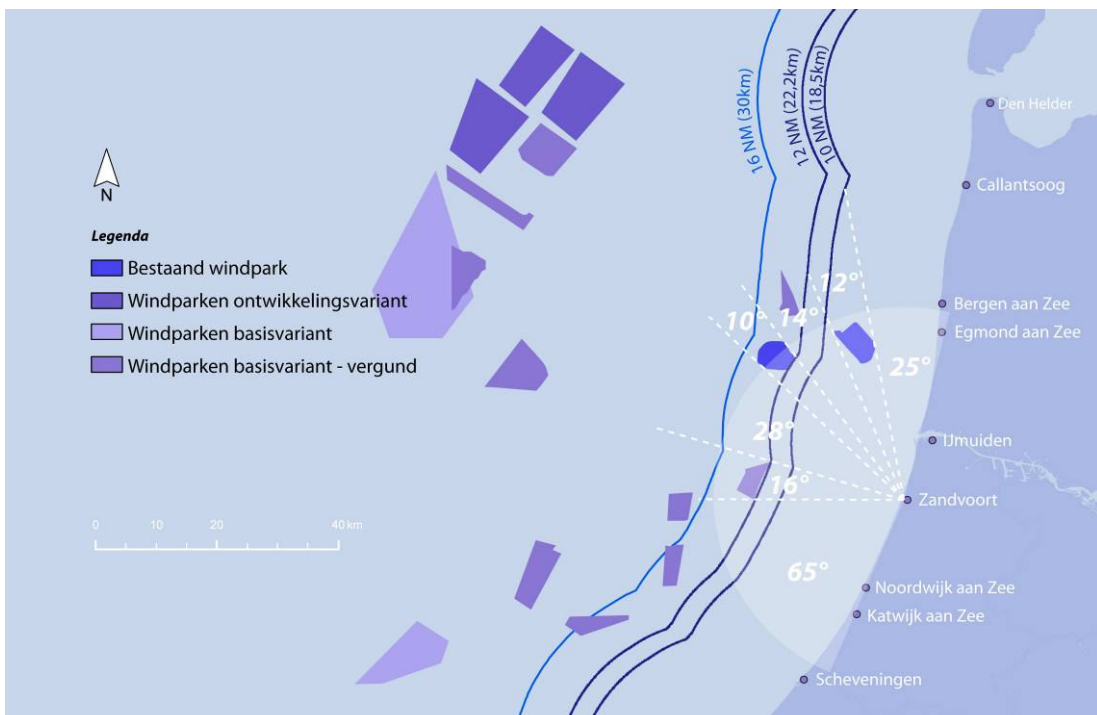 16 NM (30km)
12 NM (22,2km)
10 NM (18,5km)
Den Helder
N
Callantsoog
Legenda
Bestaand windpark
Windparken ontwikkelingsvariant
Windparken basisvariant
Windparken basisvariant - vergund
12°
14°
10°
Bergen aan Zee
Egmond aan Zee
25°
28°
IJmuiden
16°
Zandvoort
0 10 20 40 km
65°
Noordwijk aan Zee
Katwijk aan Zee
Scheveningen